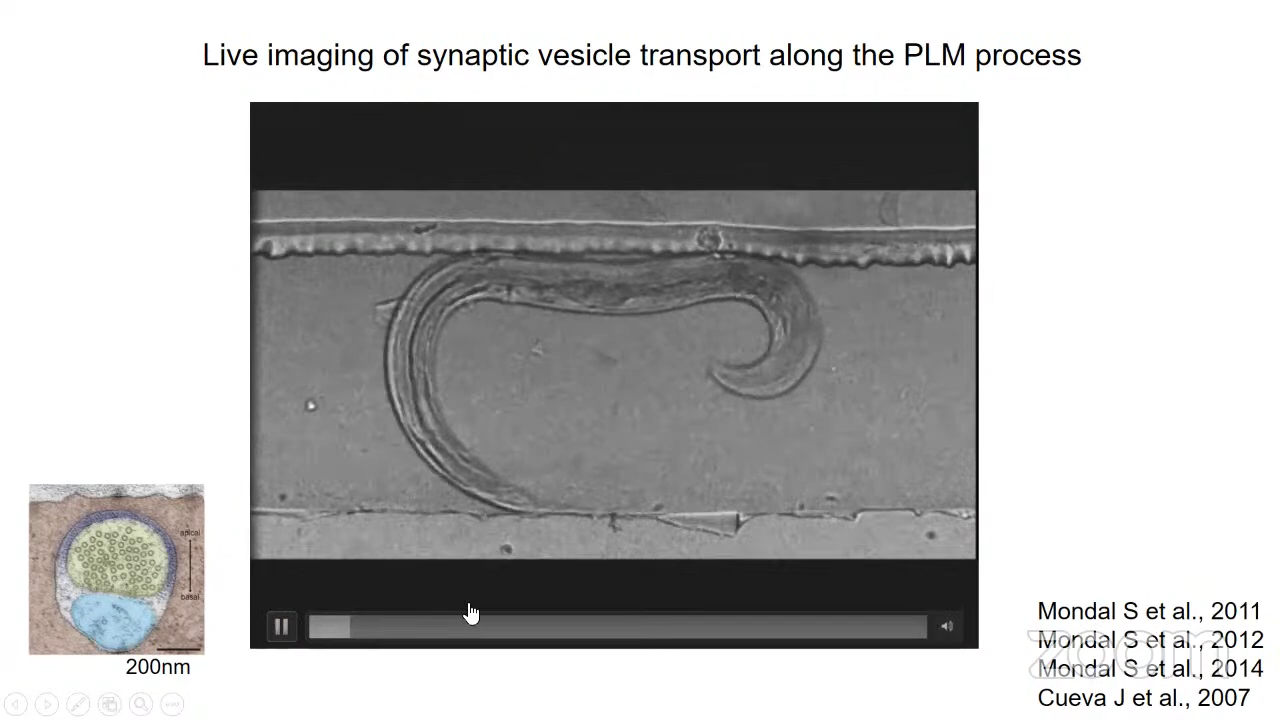 Live imaging of synaptic vesicle transport along the PLM process
apical
basal
200nm
Mondal S et al., 2011
Mondal S et al., 2012
Mondal S et al., 2014
Cueva J et al., 2007
zoom